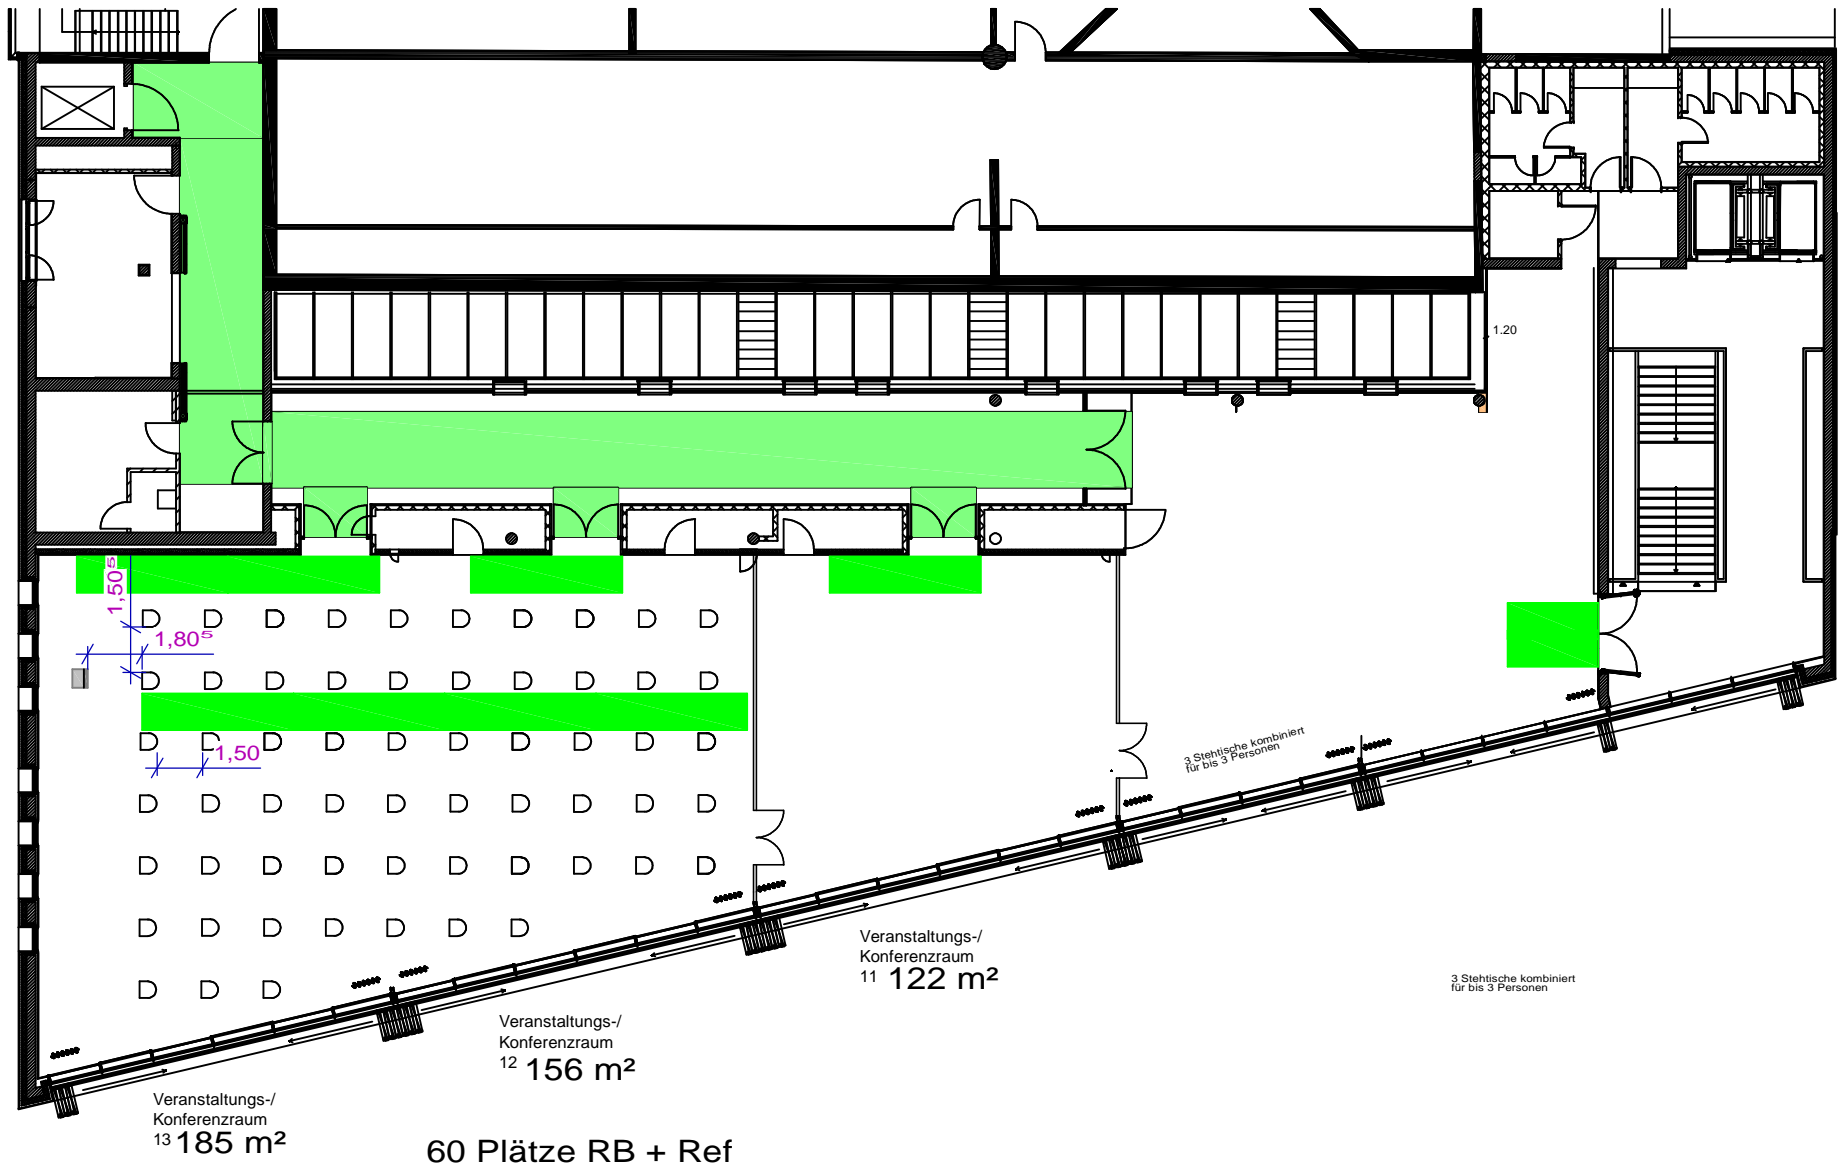 1.20
1,50⁵
1,80⁵
1,50
3 Stehtische kombiniert
für bis 3 Personen
Veranstaltungs-/
Konferenzraum
11 122 m²
3 Stehtische kombiniert
für bis 3 Personen
Veranstaltungs-/
Konferenzraum
12 156 m²
Veranstaltungs-/
Konferenzraum
13 185 m²
60 Plätze RB + Ref